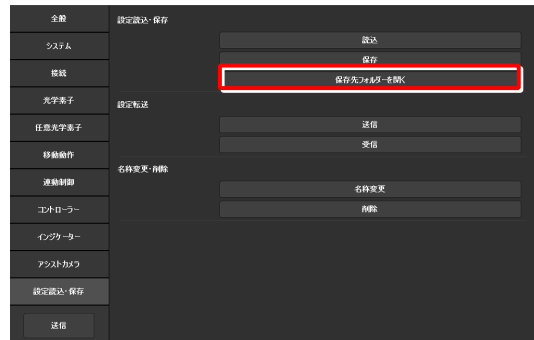 全般
システム
接続
光学素子
任意光学素子
移動動作
連動制御
コントローラー
インジケーター
アシストカメラ
設定読込・保存
送信
設定読込・保存
読込
保存
保存先フォルダーを開く
設定転送
送信
受信
名称変更・削除
名称変更
削除